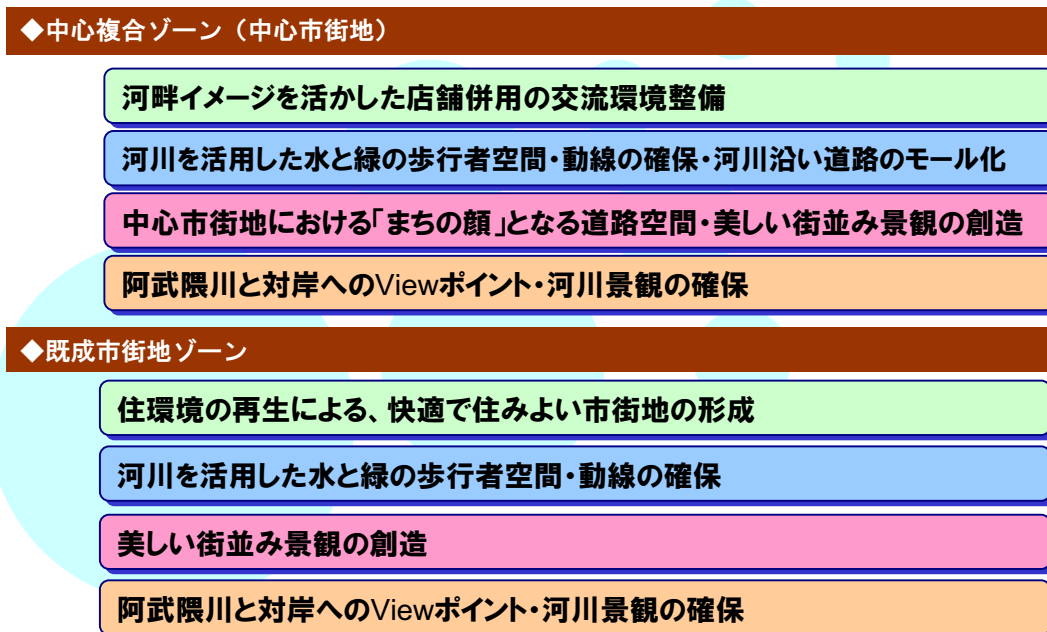 ◆中心複合ゾーン（中心市街地）
河畔イメージを活かした店舗併用の交流環境整備
河川を活用した水と緑の歩行者空間・動線の確保・河川沿い道路のモール化
中心市街地における「まちの顔」となる道路空間・美しい街並み景観の創造
阿武隈川と対岸へのViewポイント・河川景観の確保
◆既成市街地ゾーン
住環境の再生による、快適で住みよい市街地の形成
河川を活用した水と緑の歩行者空間・動線の確保
美しい街並み景観の創造
阿武隈川と対岸へのViewポイント・河川景観の確保